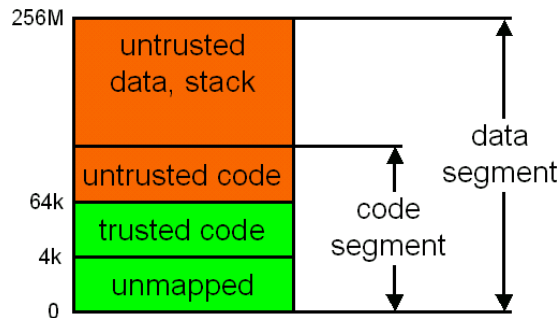 256M
untrusted
data, stack
data
segment
untrusted code
64k
code
segment
trusted code
4k
unmapped
0